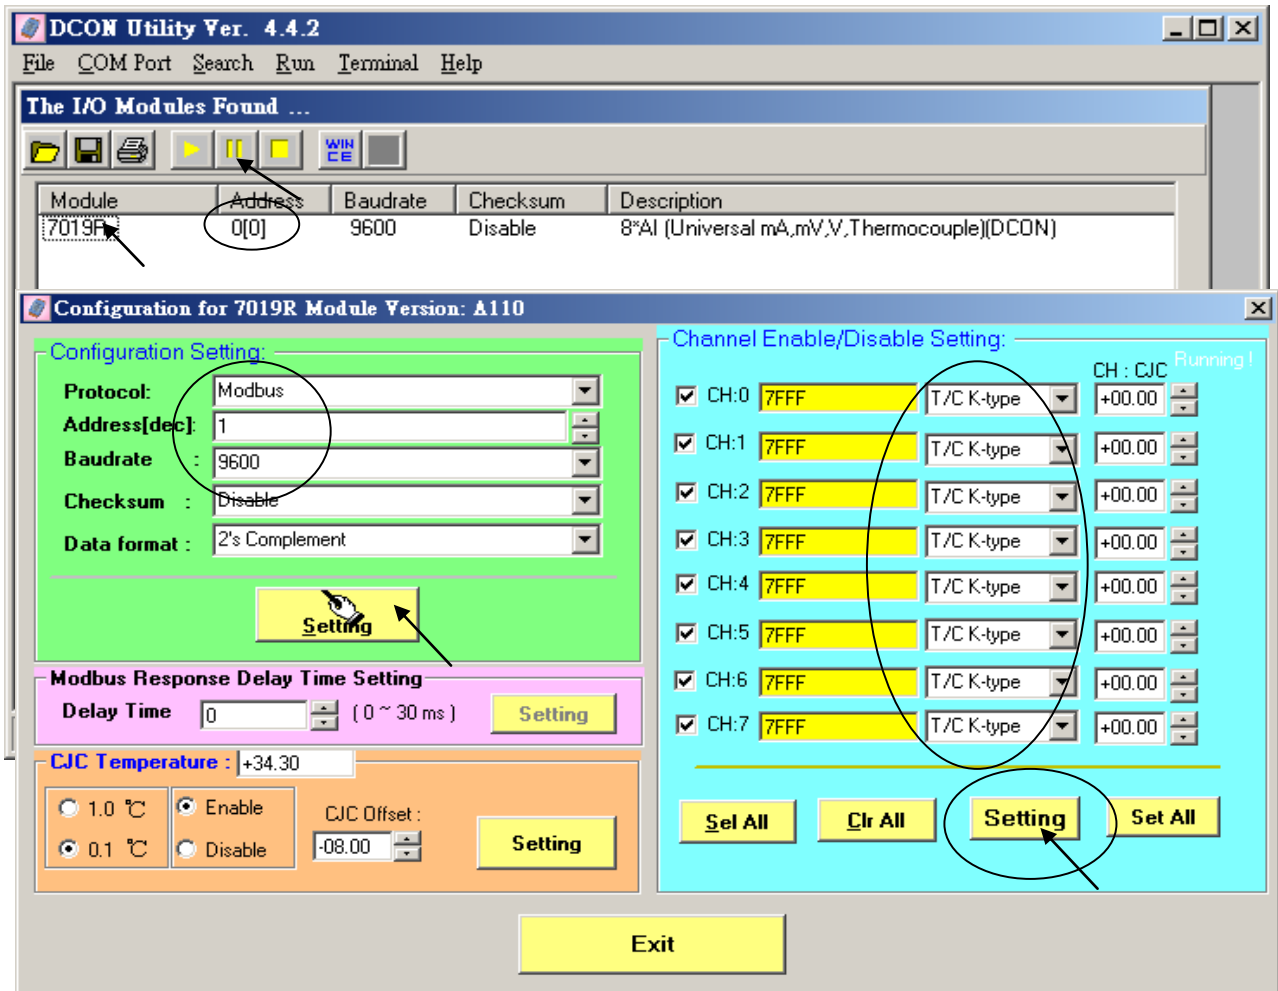 DCON Utility Ver. 4.4.2
File COM Port Search Run Terminal Help
The I/O Modules Found ...
WIN CE
Module Address Baudrate Checksum Description
7019R 0[0] 9600 Disable 8*AI (Universal mA,mV,V,Thermocouple)(DCON)
Configuration for 7019R Module Version: A110
Configuration Setting:
Protocol: Modbus
Address[dec]: 1
Baudrate : 9600
Checksum : Disable
Data format : 2's Complement
Setting
Modbus Response Delay Time Setting
Delay Time 0 ( 0 ~ 30 ms ) Setting
CJC Temperature : +34.30
1.0 ℃ Enable CJC Offset :
0.1 ℃ Disable -08.00 Setting
Channel Enable/Disable Setting:
CH : CJC Running !
CH:0 7FFF T/C K-type +00.00
CH:1 7FFF T/C K-type +00.00
CH:2 7FFF T/C K-type +00.00
CH:3 7FFF T/C K-type +00.00
CH:4 7FFF T/C K-type +00.00
CH:5 7FFF T/C K-type +00.00
CH:6 7FFF T/C K-type +00.00
CH:7 7FFF T/C K-type +00.00
Sel All Clr All Setting Set All
Exit